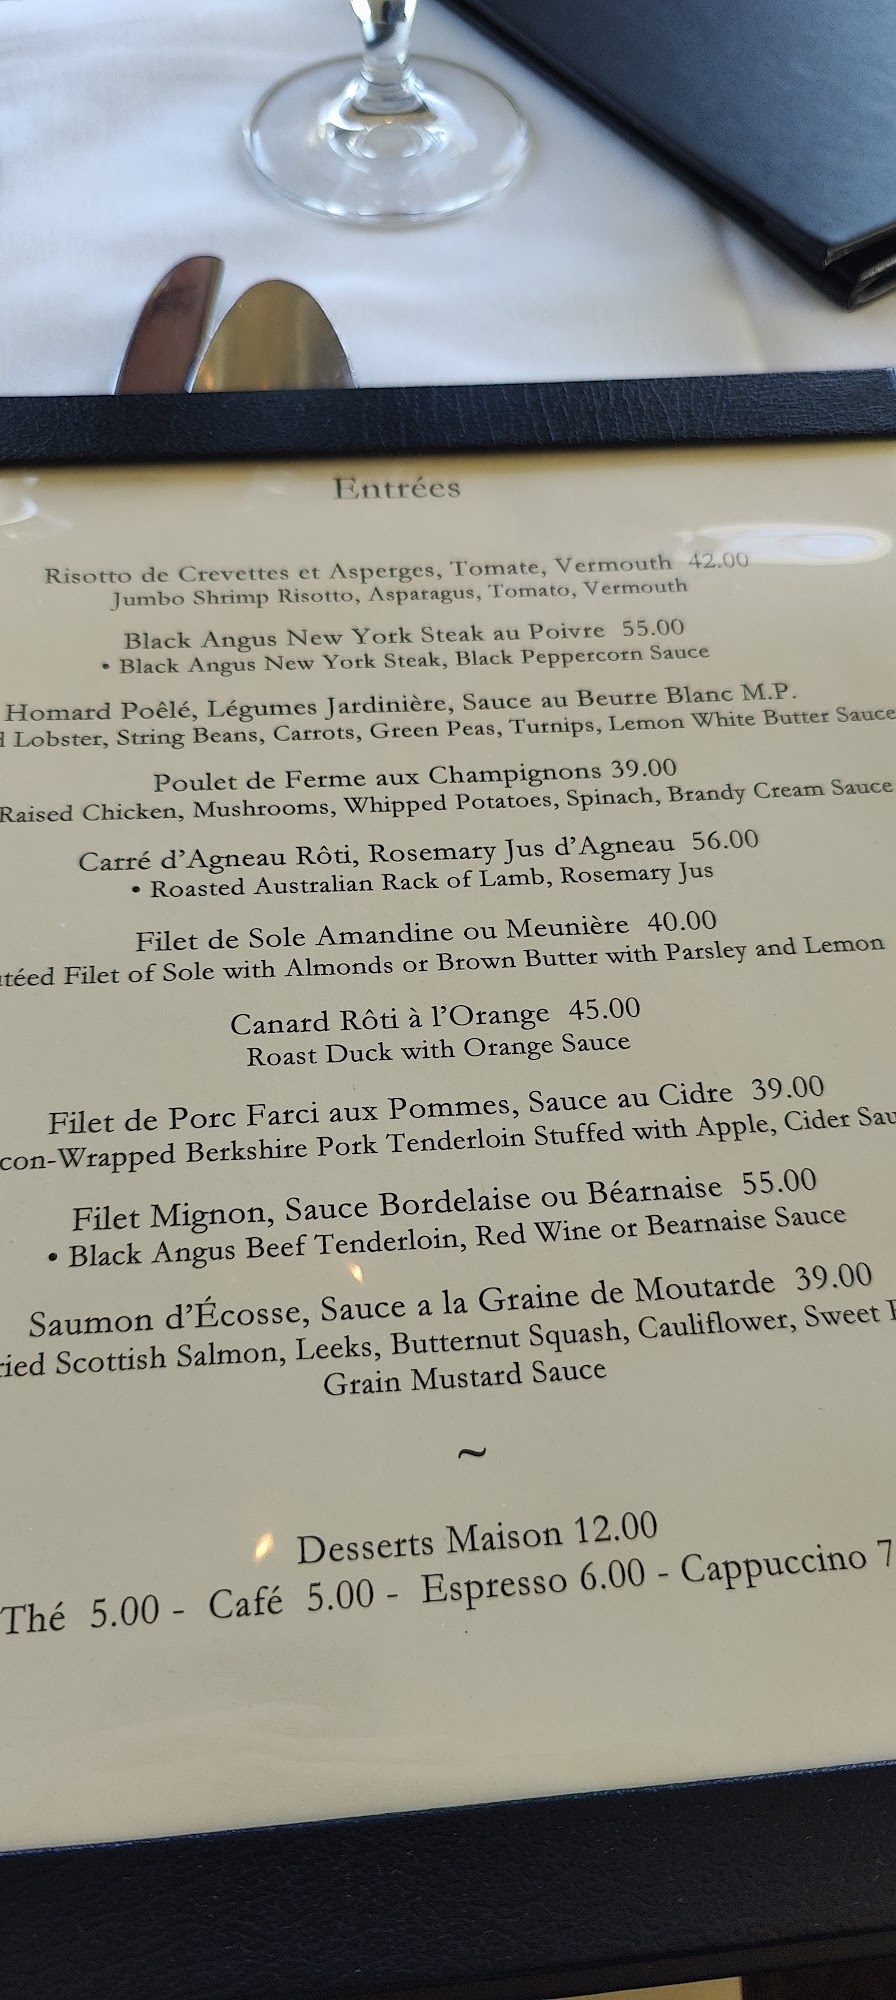 Entrées
Risotto de Crevettes et Asperges, Tomate, Vermouth 42.00
Jumbo Shrimp Risotto, Asparagus, Tomato, Vermouth
Black Angus New York Steak au Poivre 55.00
• Black Angus New York Steak, Black Peppercorn Sauce
Homard Poêlé, Légumes Jardinière, Sauce au Beurre Blanc M.P.
Lobster, String Beans, Carrots, Green Peas, Turnips, Lemon White Butter Sauce
Poulet de Ferme aux Champignons 39.00
Raised Chicken, Mushrooms, Whipped Potatoes, Spinach, Brandy Cream Sauce
Carré d'Agneau Rôti, Rosemary Jus d'Agneau 56.00
• Roasted Australian Rack of Lamb, Rosemary Jus
Filet de Sole Amandine ou Meunière 40.00
téed Filet of Sole with Almonds or Brown Butter with Parsley and Lemon
Canard Rôti à l'Orange 45.00
Roast Duck with Orange Sauce
Filet de Porc Farci aux Pommes, Sauce au Cidre 39.00
con-Wrapped Berkshire Pork Tenderloin Stuffed with Apple, Cider Sau
Filet Mignon, Sauce Bordelaise ou Béarnaise 55.00
• Black Angus Beef Tenderloin, Red Wine or Bearnaise Sauce
Saumon d'Écosse, Sauce a la Graine de Moutarde 39.00
ried Scottish Salmon, Leeks, Butternut Squash, Cauliflower, Sweet
Grain Mustard Sauce
~
Desserts Maison 12.00
Thé 5.00 - Café 5.00 - Espresso 6.00 - Cappuccino 7